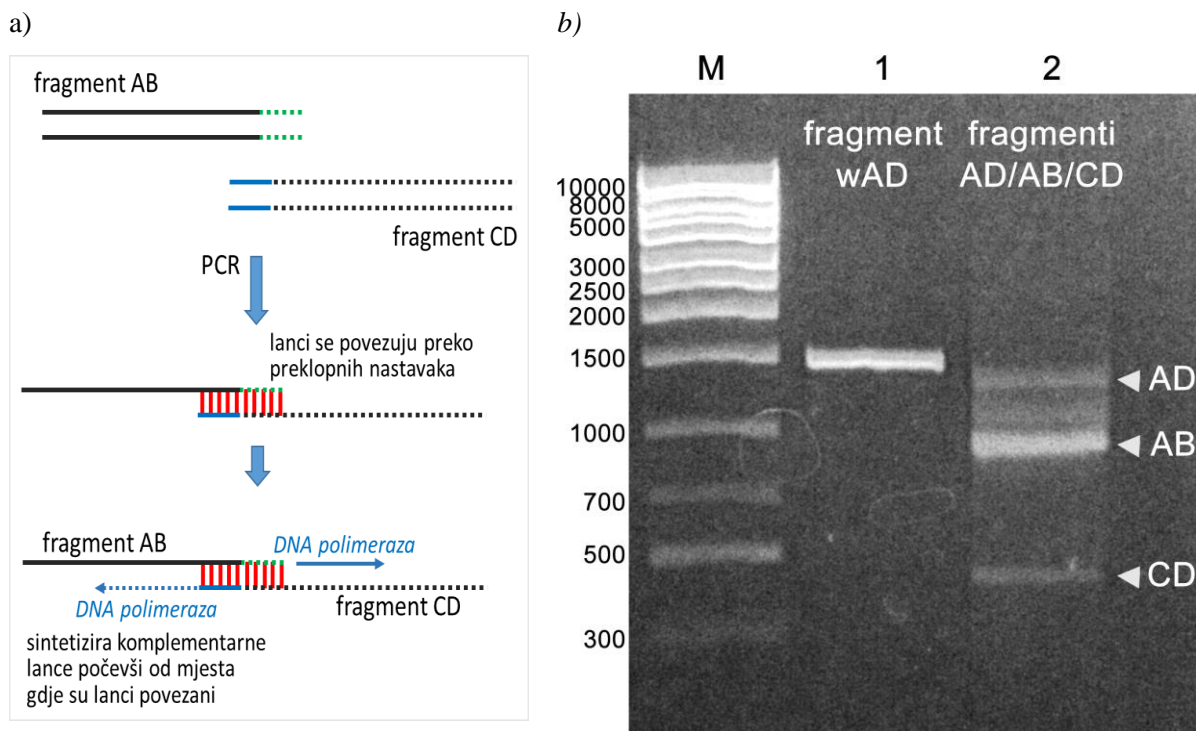 a)
fragment AB
fragment CD
PCR
lanci se povezuju preko
preklopnih nastavaka
fragment AB
DNA polimeraza
DNA polimeraza
fragment CD
sintetizira komplementarne
lance počevši od mjesta
gdje su lanci povezani
b)
M 1 2
fragment
wAD
fragmenti
AD/AB/CD
10000
8000
5000
3000
2500
2000
1500
1000
700
500
300
AD
AB
CD